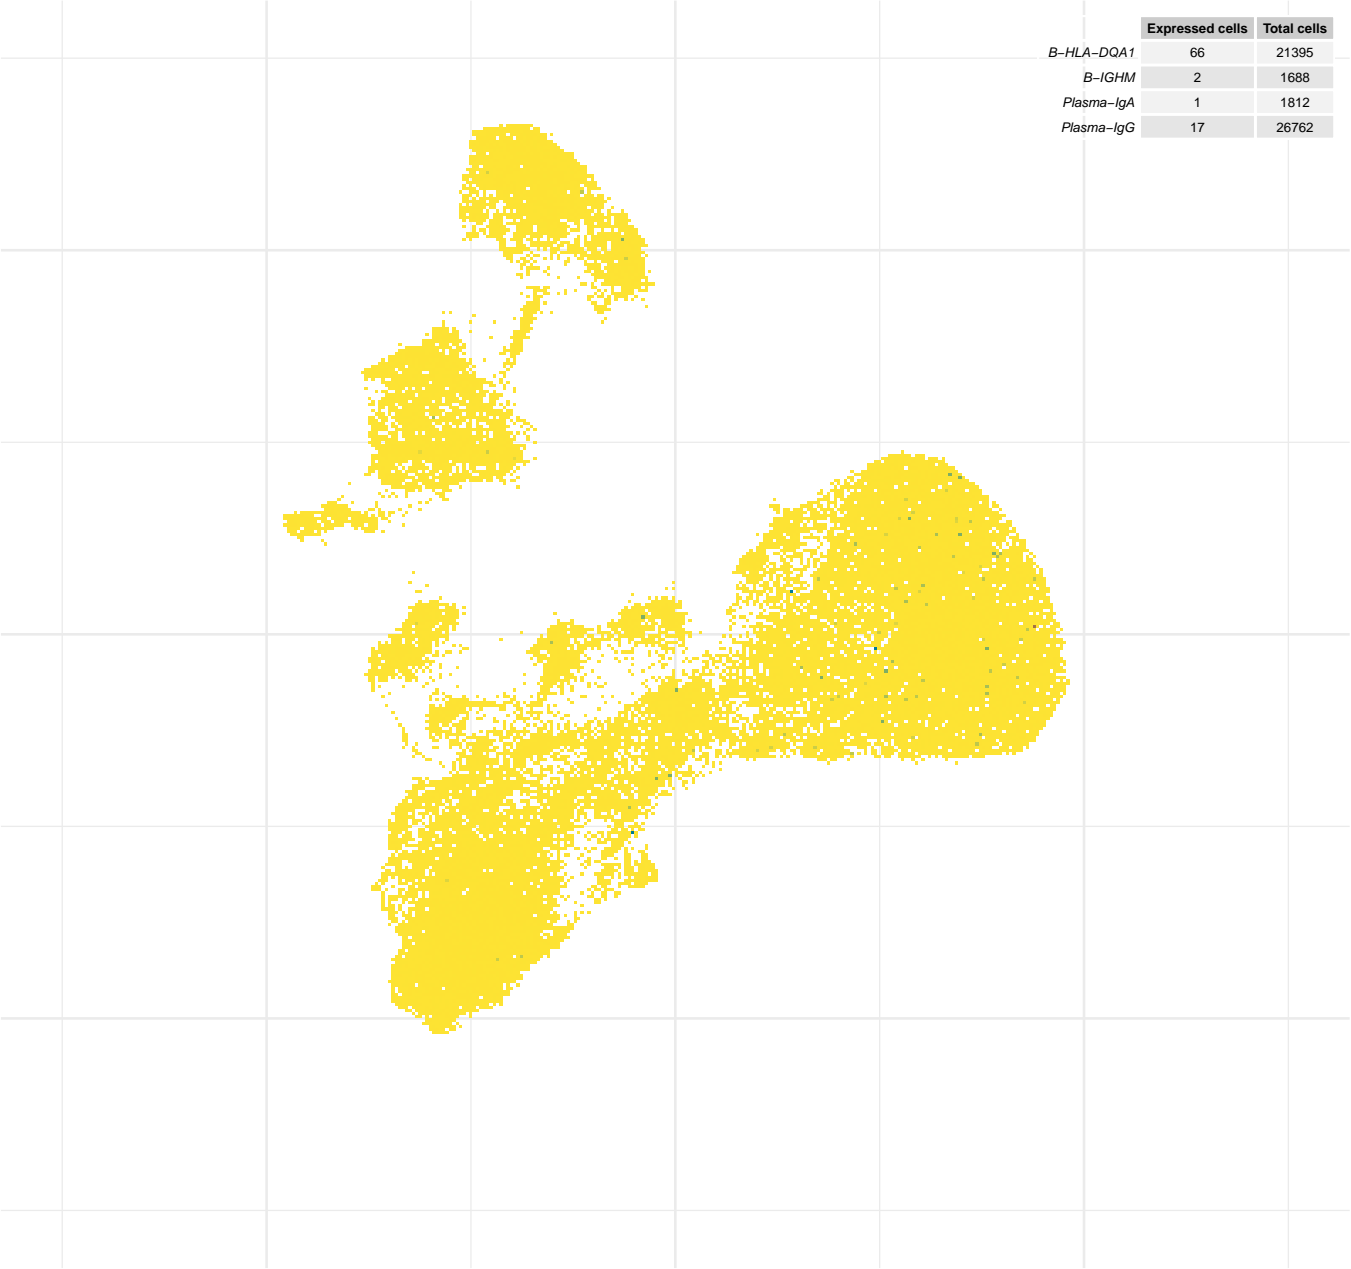 Expressed cells Total cells
B−HLA−DQA1 66 21395
B−IGHM 2 1688
Plasma−IgA 1 1812
Plasma−IgG 17 26762